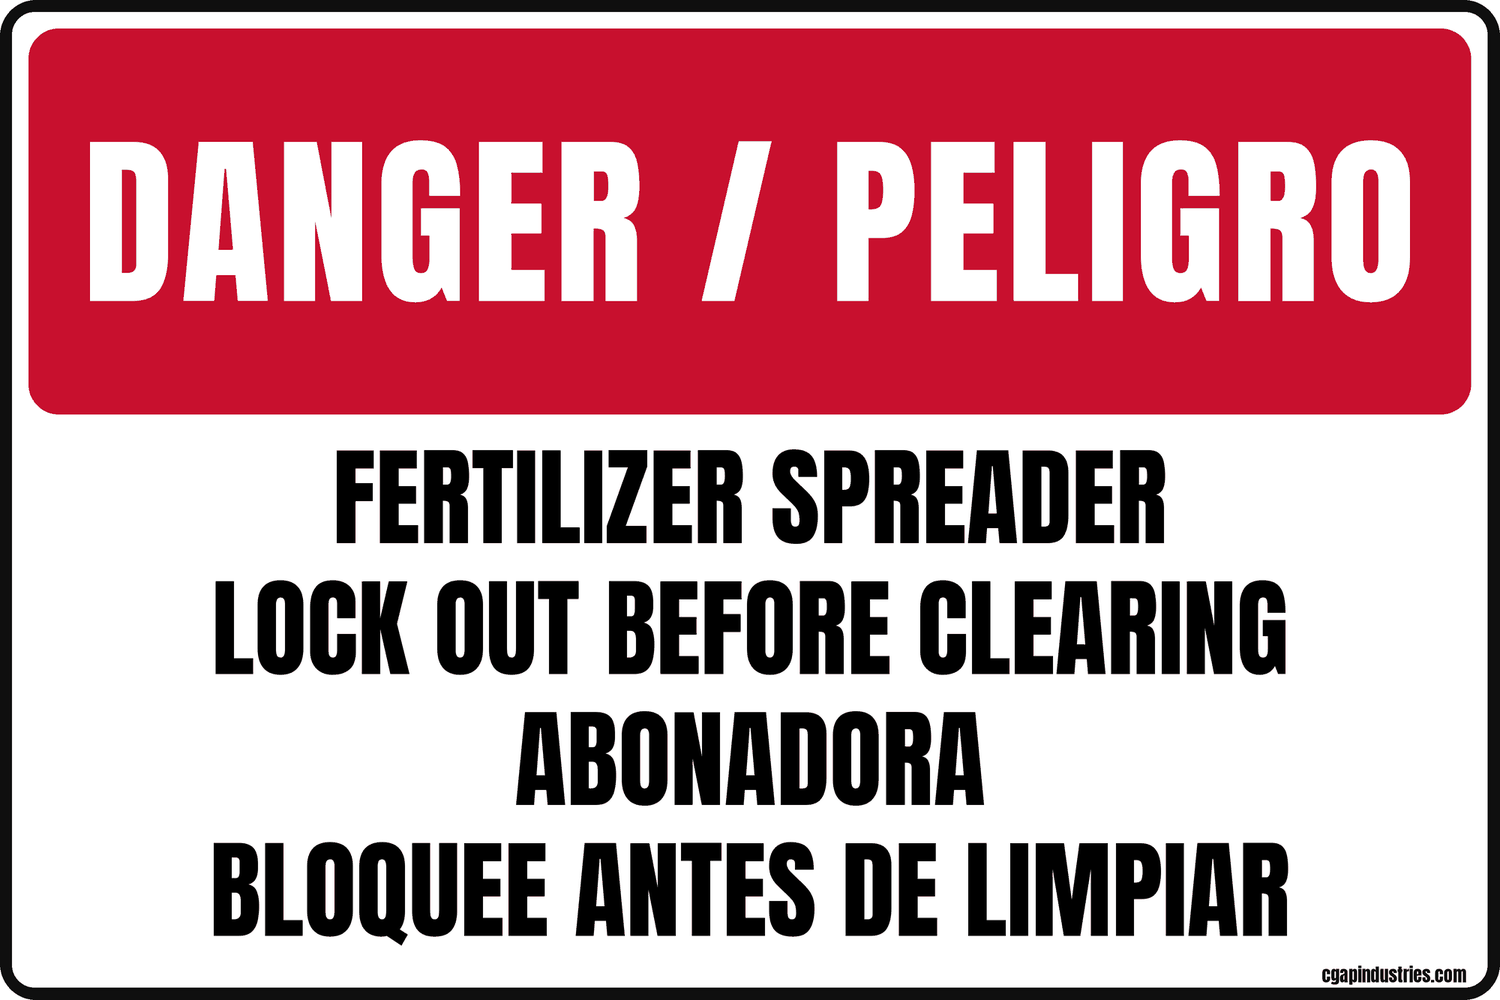 DANGER / PELIGRO
FERTILIZER SPREADER
LOCK OUT BEFORE CLEARING
ABONADORA
BLOQUEE ANTES DE LIMPIAR
cgapindustries.com